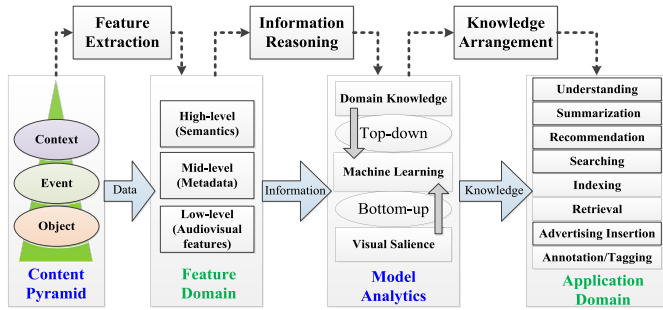 Feature
Extraction
Information
Reasoning
Knowledge
Arrangement
Context
Event
Object
Content
Pyramid
Data
High-level
(Semantics)
Mid-level
(Metadata)
Low-level
(Audiovisual
features)
Feature
Domain
Information
Domain Knowledge
Top-down
Machine Learning
Bottom-up
Visual Salience
Model
Analytics
Knowledge
Understanding
Summarization
Recommendation
Searching
Indexing
Retrieval
Advertising Insertion
Annotation/Tagging
Application
Domain